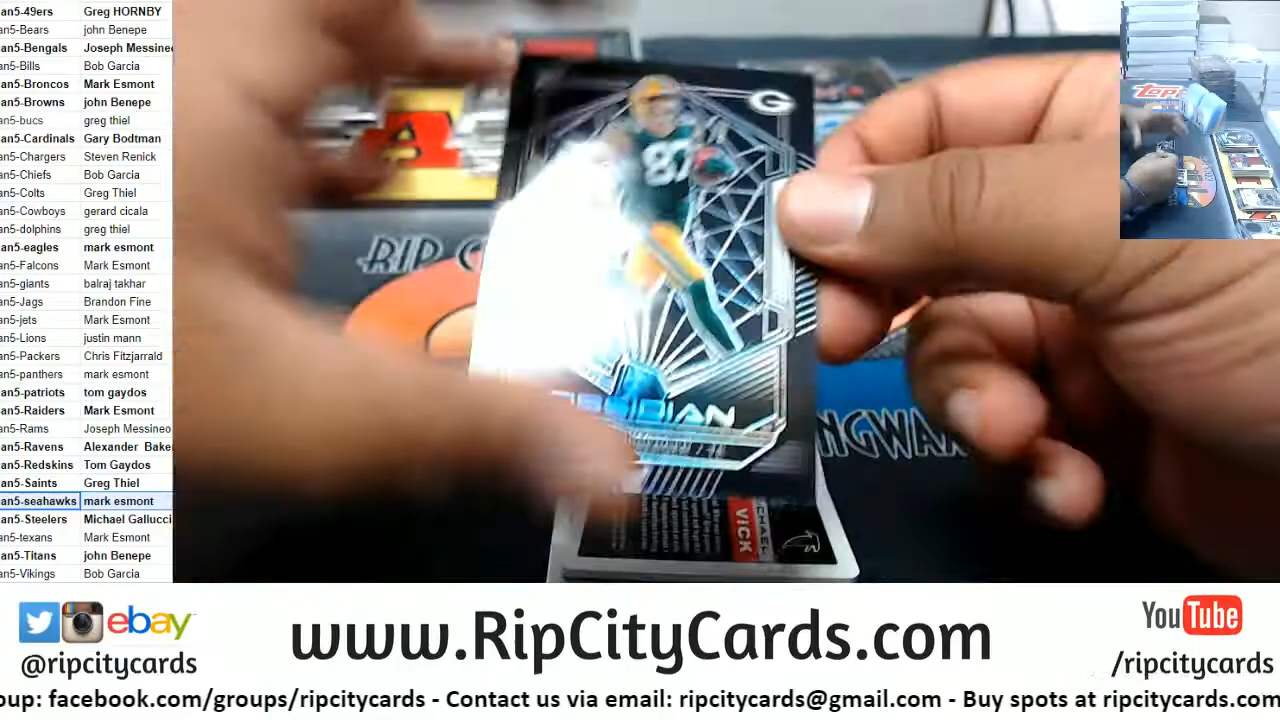 an5-49ers Greg HORNBY
an5-Bears john Benepe
an5-Bengals Joseph Messineo
an5-Bills Bob Garcia
an5-Broncos Mark Esmont
an5-Browns john Benepe
an5-bucs greg thiel
an5-Cardinals Gary Bodtman
an5-Chargers Steven Renick
an5-Chiefs Bob Garcia
an5-Colts Greg Thiel
an5-Cowboys gerard cicala
an5-dolphins greg thiel
an5-eagles mark esmont
an5-Falcons Mark Esmont
an5-giants balraj takhar
an5-Jags Brandon Fine
an5-jets Mark Esmont
an5-Lions justin mann
an5-Packers Chris Fitzjarrald
an5-panthers mark esmont
an5-patriots tom gaydos
an5-Raiders Mark Esmont
an5-Rams Joseph Messineo
an5-Ravens Alexander Bake
an5-Redskins Tom Gaydos
an5-Saints Greg Thiel
an5-seahawks mark esmont
an5-Steelers Michael Gallucci
an5-texans Mark Esmont
an5-Titans john Benepe
an5-Vikings Bob Garcia
G
87
RIP C
MICHAEL
VICK
INGWAX
Topps
ebay
@ripcitycards
www.RipCityCards.com
YouTube
/ripcitycards
oup: facebook.com/groups/ripcitycards - Contact us via email: ripcitycards@gmail.com - Buy spots at ripcitycards.com